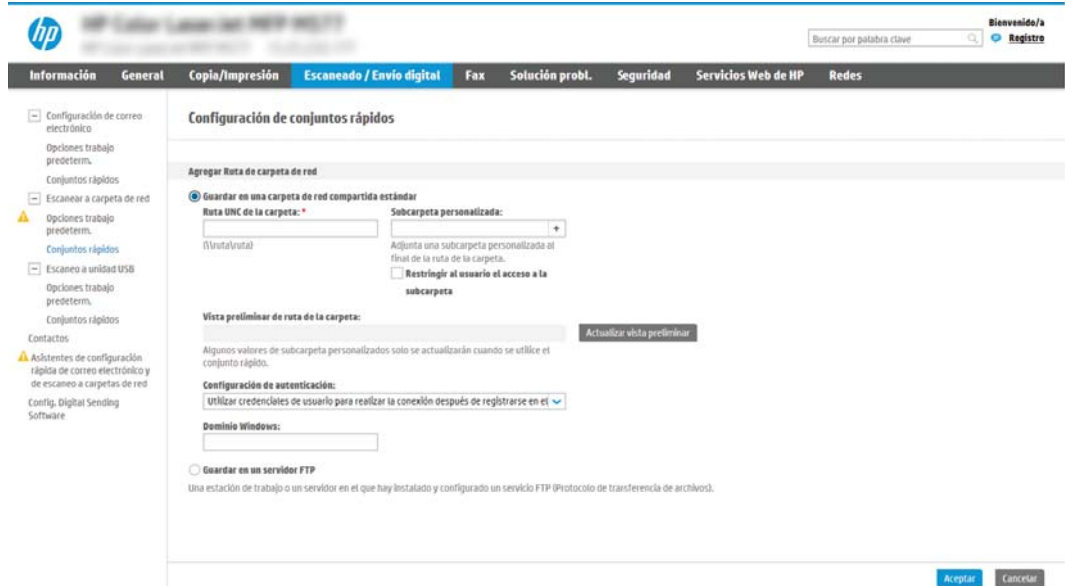 hp
Bienvenido/a
Buscar por palabra clave
Registro
Información General Copia/Impresión Escaneado / Envío digital Fax Solución probl. Seguridad Servicios Web de HP Redes
Configuración de correo
electrónico
Opciones trabajo
predeterm.
Conjuntos rápidos
Escanear a carpeta de red
Opciones trabajo
predeterm.
Conjuntos rápidos
Escaneo a unidad USB
Opciones trabajo
predeterm.
Conjuntos rápidos
Contactos
Asistentes de configuración
rápida de correo electrónico y
de escaneo a carpetas de red
Config. Digital Sending
Software
Configuración de conjuntos rápidos
Agregar Ruta de carpeta de red
Guardar en una carpeta de red compartida estándar
Ruta UNC de la carpeta: * Subcarpeta personalizada:
+
(\\ruta\ruta) Adjunta una subcarpeta personalizada al
final de la ruta de la carpeta.
Restringir al usuario el acceso a la
subcarpeta
Vista preliminar de ruta de la carpeta:
Actualizar vista preliminar
Algunos valores de subcarpeta personalizados solo se actualizarán cuando se utilice el
conjunto rápido.
Configuración de autenticación:
Utilizar credenciales de usuario para realizar la conexión después de registrarse en el
Dominio Windows:
Guardar en un servidor FTP
Una estación de trabajo o un servidor en el que hay instalado y configurado un servicio FTP (Protocolo de transferencia de archivos).
Aceptar Cancelar